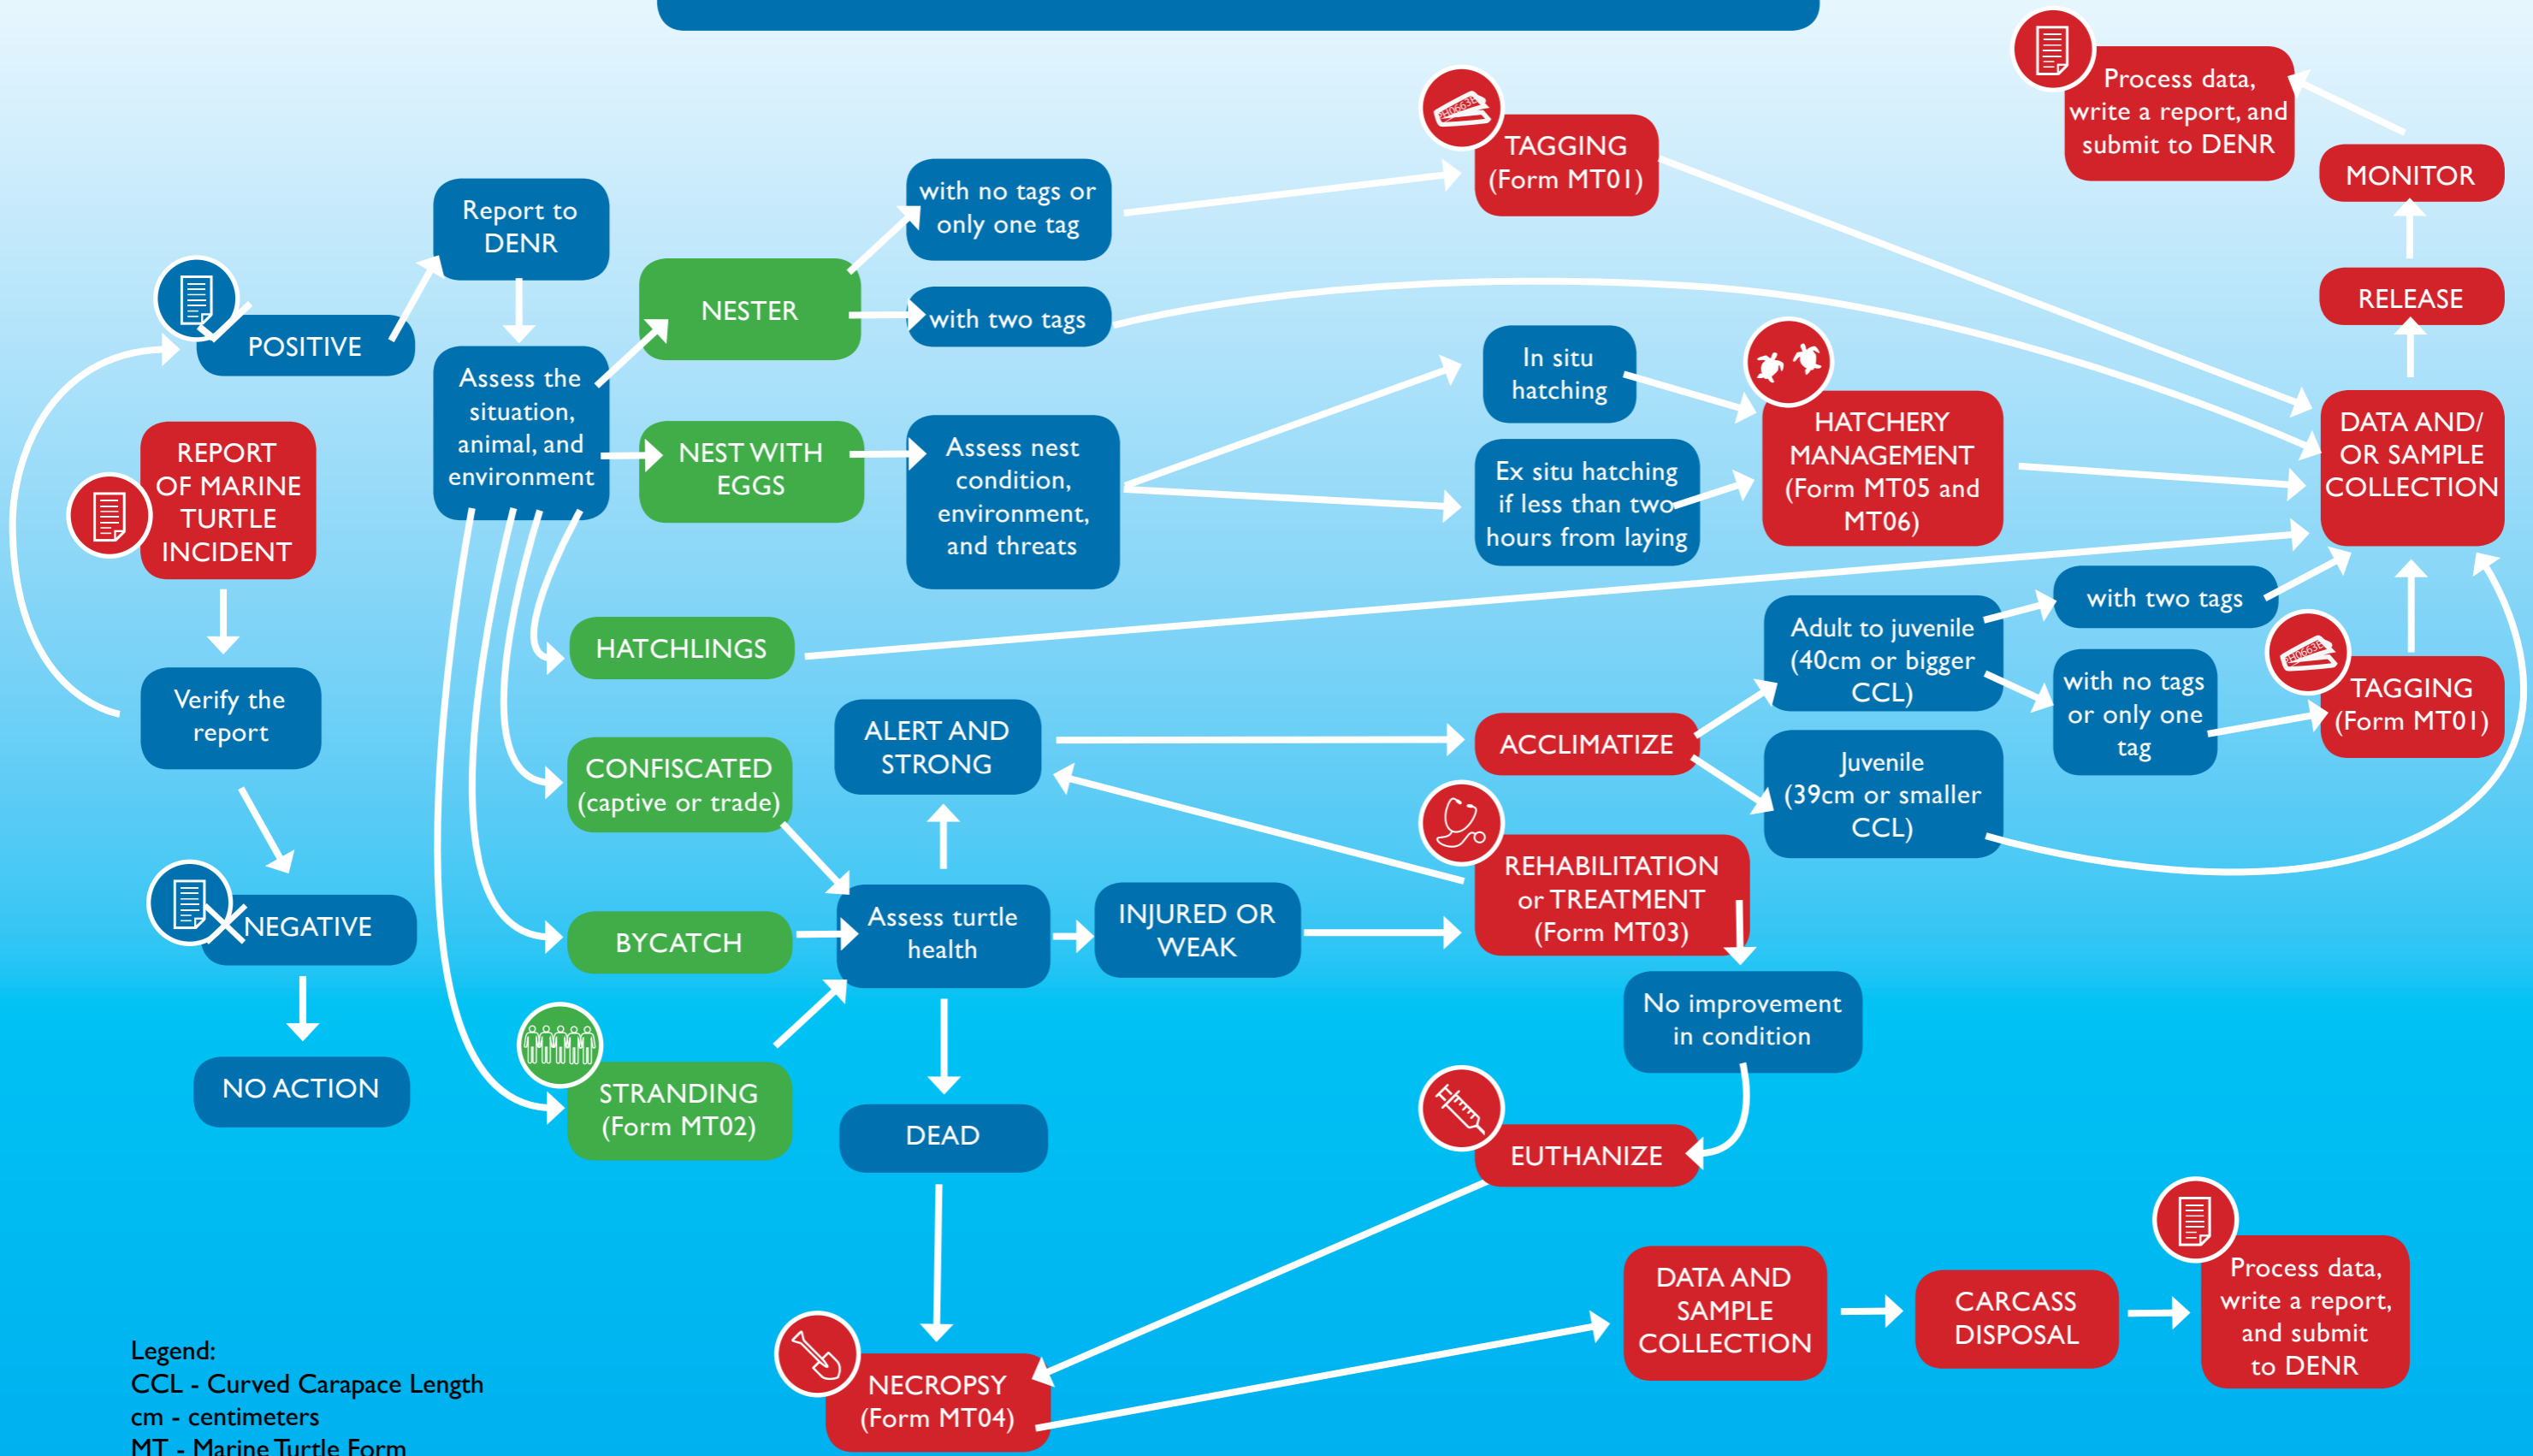 REPORT
OF MARINE
TURTLE
INCIDENT
Verify the
report
POSITIVE
NEGATIVE
NO ACTION
Report to
DENR
Assess the
situation,
animal, and
environment
NESTER
with no tags or
only one tag
with two tags
TAGGING
(Form MT01)
NEST WITH
EGGS
Assess nest
condition,
environment,
and threats
In situ
hatching
Ex situ hatching
if less than two
hours from laying
HATCHERY
MANAGEMENT
(Form MT05 and
MT06)
HATCHLINGS
CONFISCATED
(captive or trade)
BYCATCH
STRANDING
(Form MT02)
Assess turtle
health
ALERT AND
STRONG
INJURED OR
WEAK
DEAD
ACCLIMATIZE
REHABILITATION
or TREATMENT
(Form MT03)
No improvement
in condition
EUTHANIZE
Adult to juvenile
(40cm or bigger
CCL)
Juvenile
(39cm or smaller
CCL)
with two tags
with no tags
or only one
tag
TAGGING
(Form MT01)
DATA AND/
OR SAMPLE
COLLECTION
RELEASE
MONITOR
Process data,
write a report, and
submit to DENR
NECROPSY
(Form MT04)
DATA AND
SAMPLE
COLLECTION
CARCASS
DISPOSAL
Process data,
write a report,
and submit
to DENR
Legend:
CCL - Curved Carapace Length
cm - centimeters
MT - Marine Turtle Form